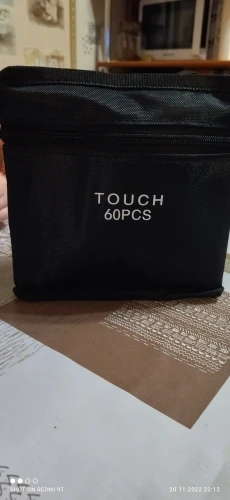 TOUCH
60PCS
SHOT ON REDMI 9T
20.11.2022 22:12